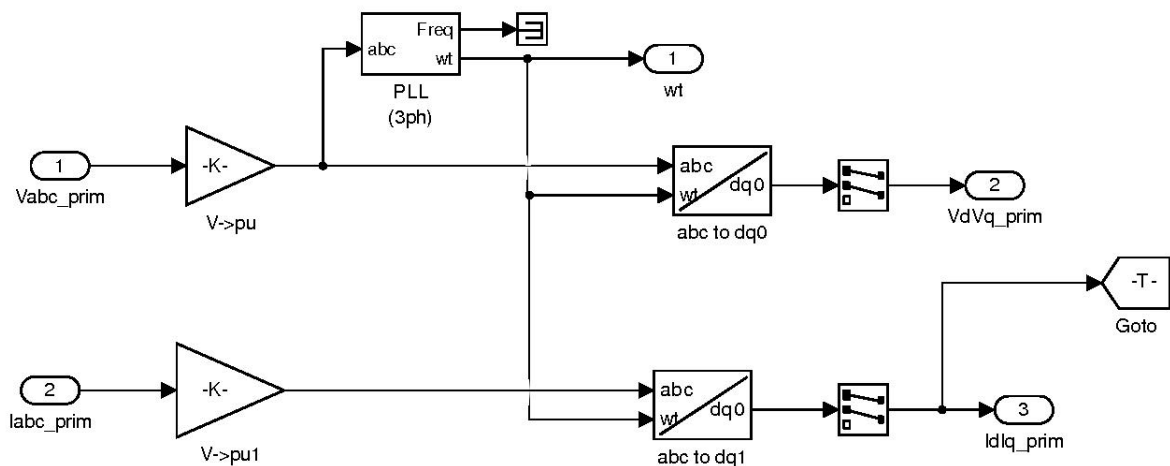 Freq
abc
wt
PLL
(3ph)
1
wt
1
Vabc_prim
-K-
V->pu
abc
wt
dq0
abc to dq0
2
VdVq_prim
-T-
Goto
2
Iabc_prim
-K-
V->pu1
abc
wt
dq0
abc to dq1
3
IdIq_prim